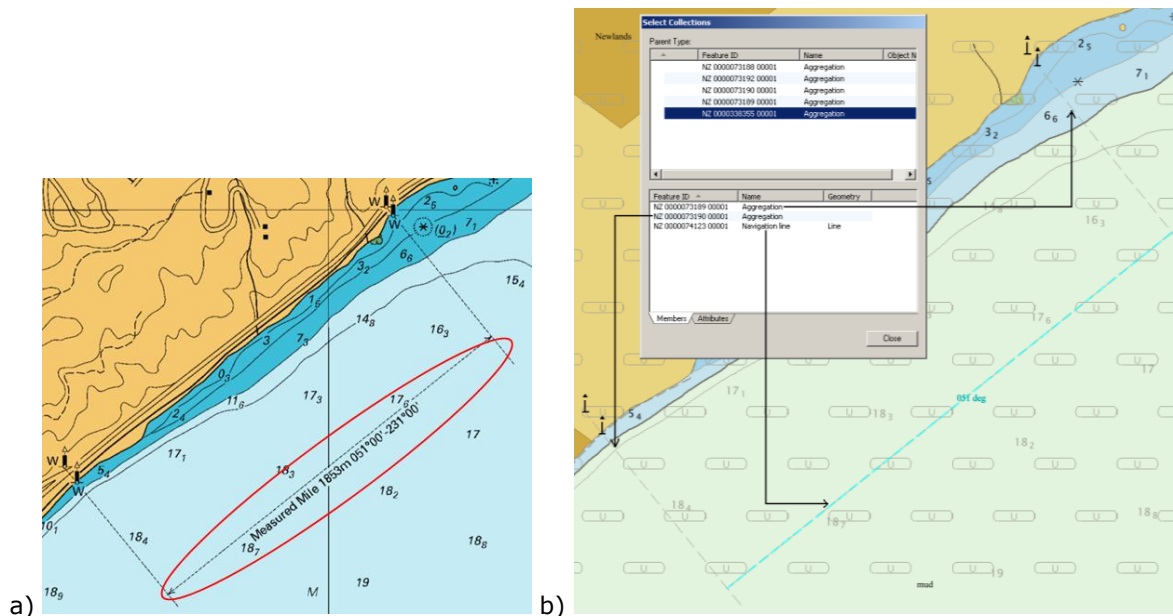 W
W
2₅
(0₂)
7₁
6₆
15₄
3₂
1₆
14₈
16₃
3
7₃
0₃
11₆
17₃
17₆
2₄
17
W
5₄
17₁
18₃
W
18₂
Measured Mile 1853m 051°00'-231°00'
10₁
18₄
18₇
18₈
18₉
M
19
a)
Newlands
Select Collections
Parent Type:
Feature ID Name Object N
NZ 0000073188 00001 Aggregation
NZ 0000073192 00001 Aggregation
NZ 0000073190 00001 Aggregation
NZ 0000073189 00001 Aggregation
NZ 0000338355 00001 Aggregation
Feature ID Name Geometry
NZ 0000073189 00001 Aggregation
NZ 0000073190 00001 Aggregation
NZ 0000074123 00001 Navigation line Line
Members Attributes
Close
2₅
7₁
6₆
3₂
16₃
17₆
17₁
17
051 deg
18₃
5₄
18₂
18₄
18₇
18₈
19
mud
b)